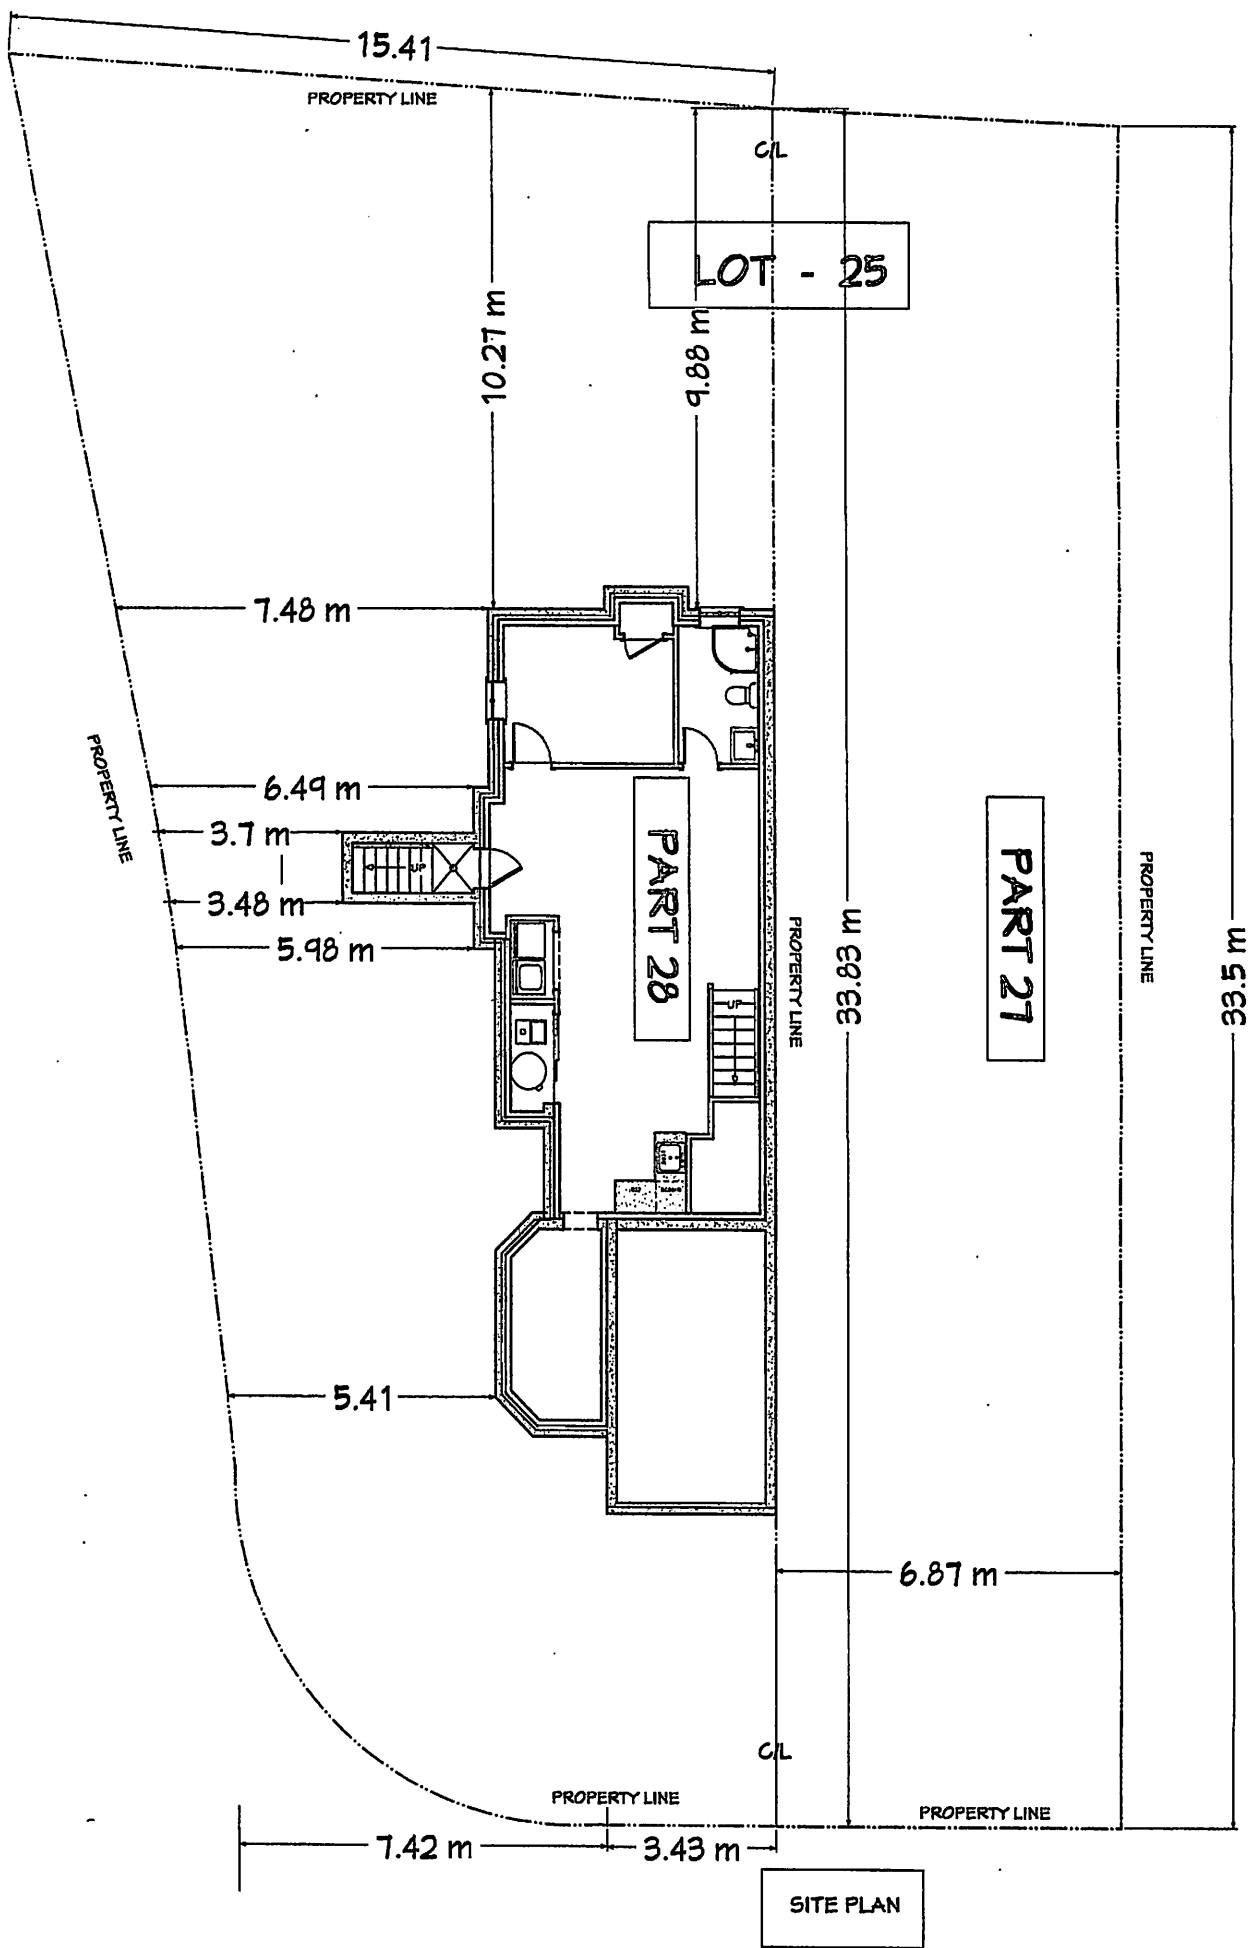 15.41
PROPERTY LINE
C/L
LOT - 25
10.27 m
9.88 m
7.48 m
PROPERTY LINE
6.49 m
3.7 m
UP
3.48 m
5.98 m
PART 28
UP
PROPERTY LINE
33.83 m
PART 27
PROPERTY LINE
33.5 m
5.41
6.87 m
C/L
PROPERTY LINE
PROPERTY LINE
7.42 m
3.43 m
SITE PLAN